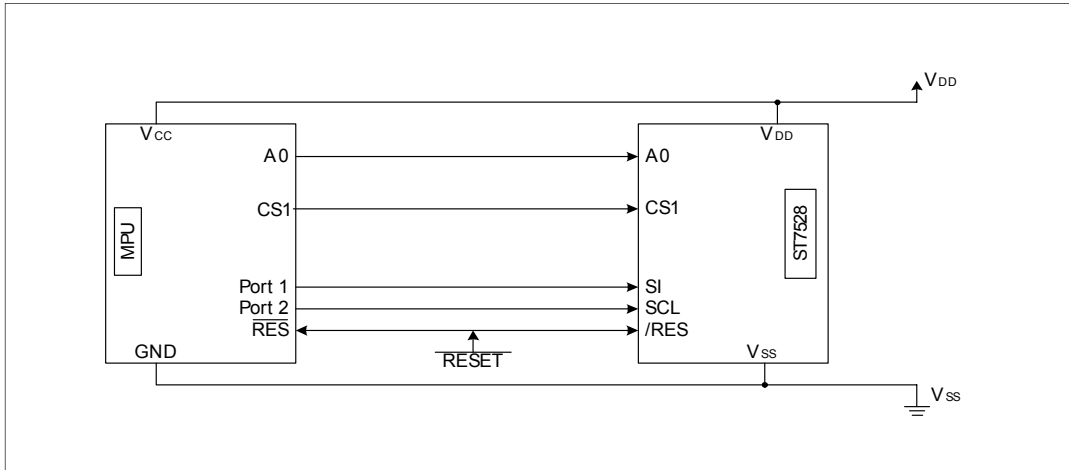 VDD
VCC
VDD
A0
A0
CS1
CS1
MPU
ST7528
Port 1
SI
Port 2
SCL
RES
/RES
RESET
GND
VSS
VSS